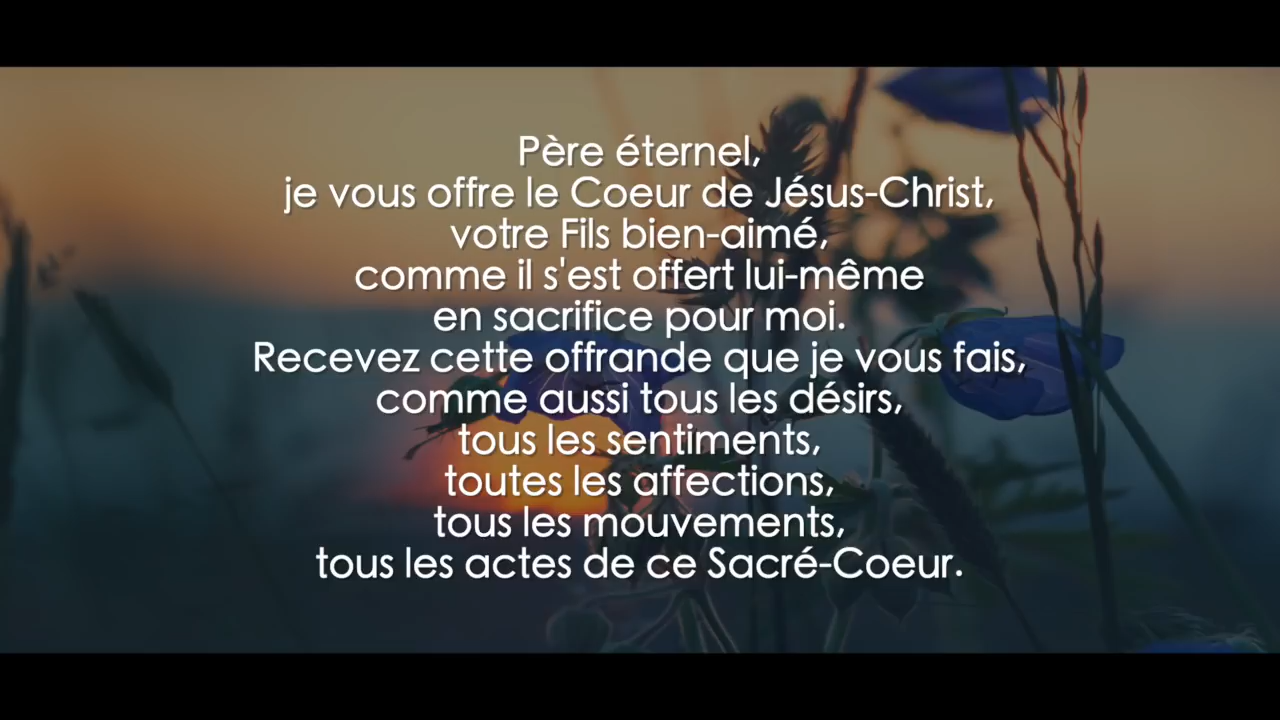 Père éternel,
je vous offre le Coeur de Jésus-Christ,
votre Fils bien-aimé,
comme il s'est offert lui-même
en sacrifice pour moi.
Recevez cette offrande que je vous fais,
comme aussi tous les désirs,
tous les sentiments,
toutes les affections,
tous les mouvements,
tous les actes de ce Sacré-Coeur.